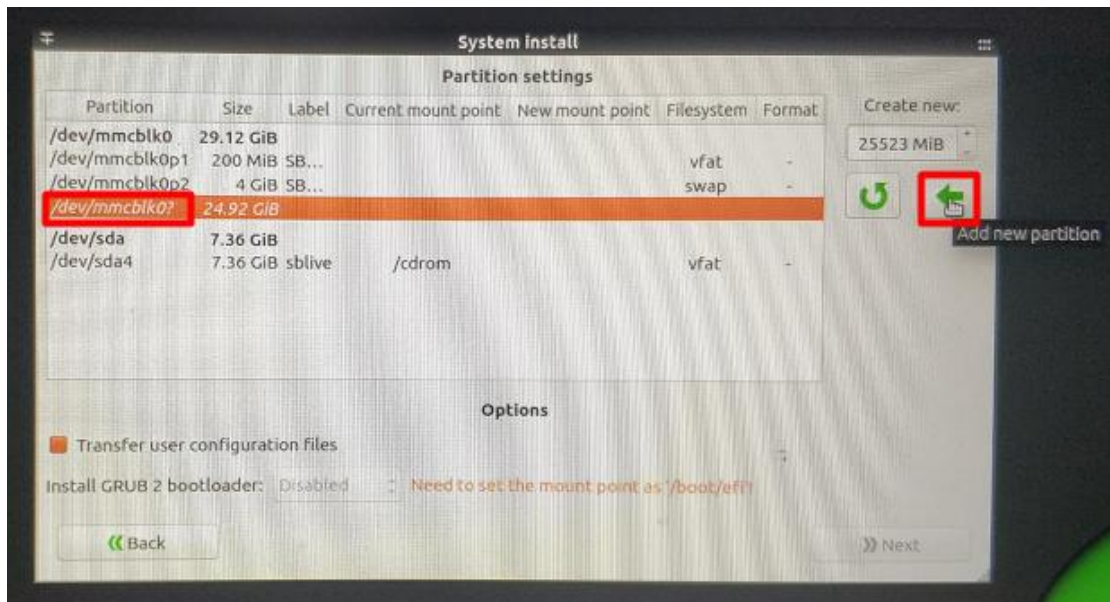 System install
Partition settings
Partition Size Label Current mount point New mount point Filesystem Format
Create new:
/dev/mmcblk0 29.12 GiB
25523 MiB
/dev/mmcblk0p1 200 MiB SB... vfat -
/dev/mmcblk0p2 4 GiB SB... swap -
/dev/mmcblk0? 24.92 GiB
Add new partition
/dev/sda 7.36 GiB
/dev/sda4 7.36 GiB sblive /cdrom vfat -
Options
Transfer user configuration files
Install GRUB 2 bootloader: Disabled Need to set the mount point as '/boot/efi'!
Back
Next